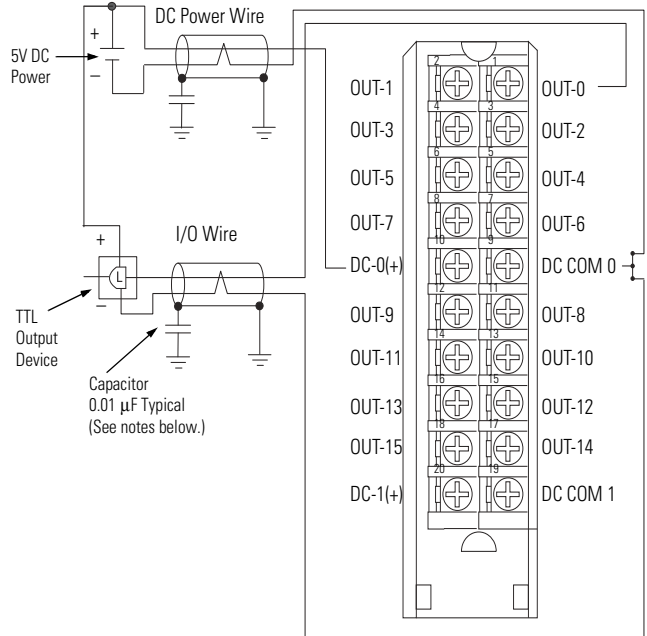 DC Power Wire
+
5V DC
Power
–
I/O Wire
+
L
–
TTL
Output
Device
Capacitor
0.01 µF Typical
(See notes below.)
2 1
OUT-1 OUT-0
4 3
OUT-3 OUT-2
6 5
OUT-5 OUT-4
8 7
OUT-7 OUT-6
10 9
DC-0(+) DC COM 0
12 11
OUT-9 OUT-8
14 13
OUT-11 OUT-10
16 15
OUT-13 OUT-12
18 17
OUT-15 OUT-14
20 19
DC-1(+) DC COM 1